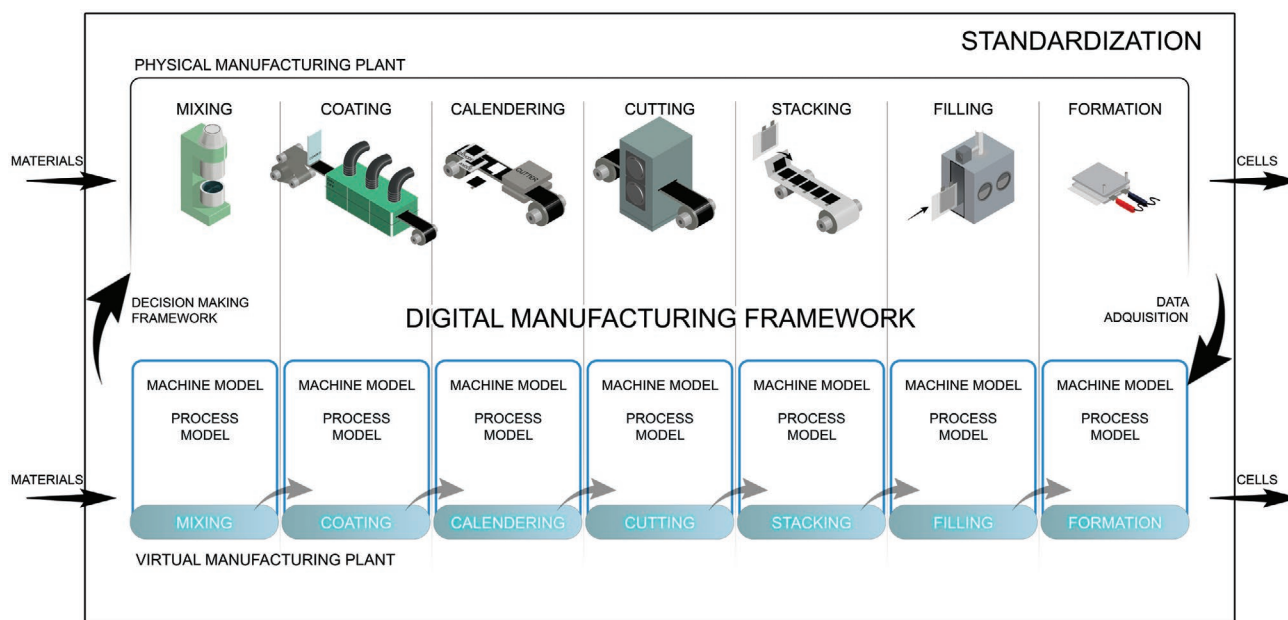 STANDARDIZATION
PHYSICAL MANUFACTURING PLANT
MIXING
COATING
CALENDERING
CUTTING
STACKING
FILLING
FORMATION
MATERIALS
CUTTER
CELLS
DECISION MAKING
FRAMEWORK
DIGITAL MANUFACTURING FRAMEWORK
DATA
ADQUISITION
MACHINE MODEL
PROCESS
MODEL
MACHINE MODEL
PROCESS
MODEL
MACHINE MODEL
PROCESS
MODEL
MACHINE MODEL
PROCESS
MODEL
MACHINE MODEL
PROCESS
MODEL
MACHINE MODEL
PROCESS
MODEL
MACHINE MODEL
PROCESS
MODEL
MATERIALS
CELLS
MIXING
COATING
CALENDERING
CUTTING
STACKING
FILLING
FORMATION
VIRTUAL MANUFACTURING PLANT